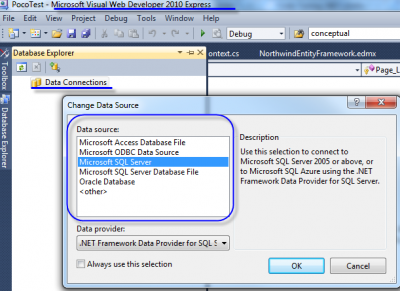 PocoTest - Microsoft Visual Web Developer 2010 Express
File Edit View Project Debug Data Tools Window Help
Debug conceptual
Database Explorer
ontext.cs NorthwindEntityFramework.edmx
Data Connections
Page_L
Toolbox
Database Explorer
Change Data Source
Data source:
Microsoft Access Database File
Microsoft ODBC Data Source
Microsoft SQL Server
Microsoft SQL Server Database File
Oracle Database
<other>
Description
Use this selection to connect to
Microsoft SQL Server 2005 or above, or
to Microsoft SQL Azure using the .NET
Framework Data Provider for SQL Server.
Data provider:
.NET Framework Data Provider for SQL S
Always use this selection
OK Cancel